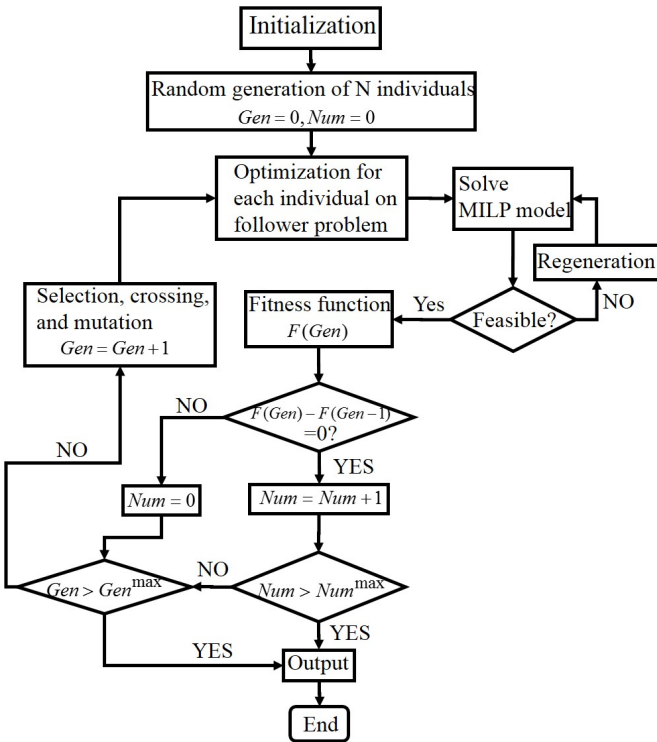 Initialization
Random generation of N individuals
Gen = 0, Num = 0
Optimization for
each individual on
follower problem
Solve
MILP model
Regeneration
NO
Feasible?
Yes
Fitness function
F(Gen)
Selection, crossing,
and mutation
Gen = Gen+1
F(Gen) − F(Gen−1)
=0?
NO
NO
YES
Num = 0
Num = Num + 1
Gen > Gen^max
NO
Num > Num^max
YES
YES
Output
End